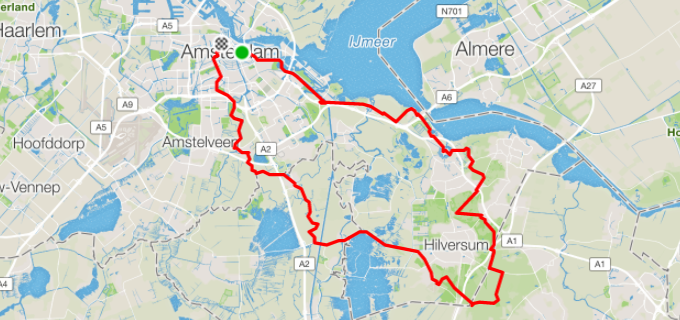 erland
N701
Haarlem
A5
IJmeer
Amsterdam
Almere
A27
A6
A9
A5
Ho
Hoofddorp
Amstelveen
A2
w-Vennep
Hilversum
A1
A2
A1
A4